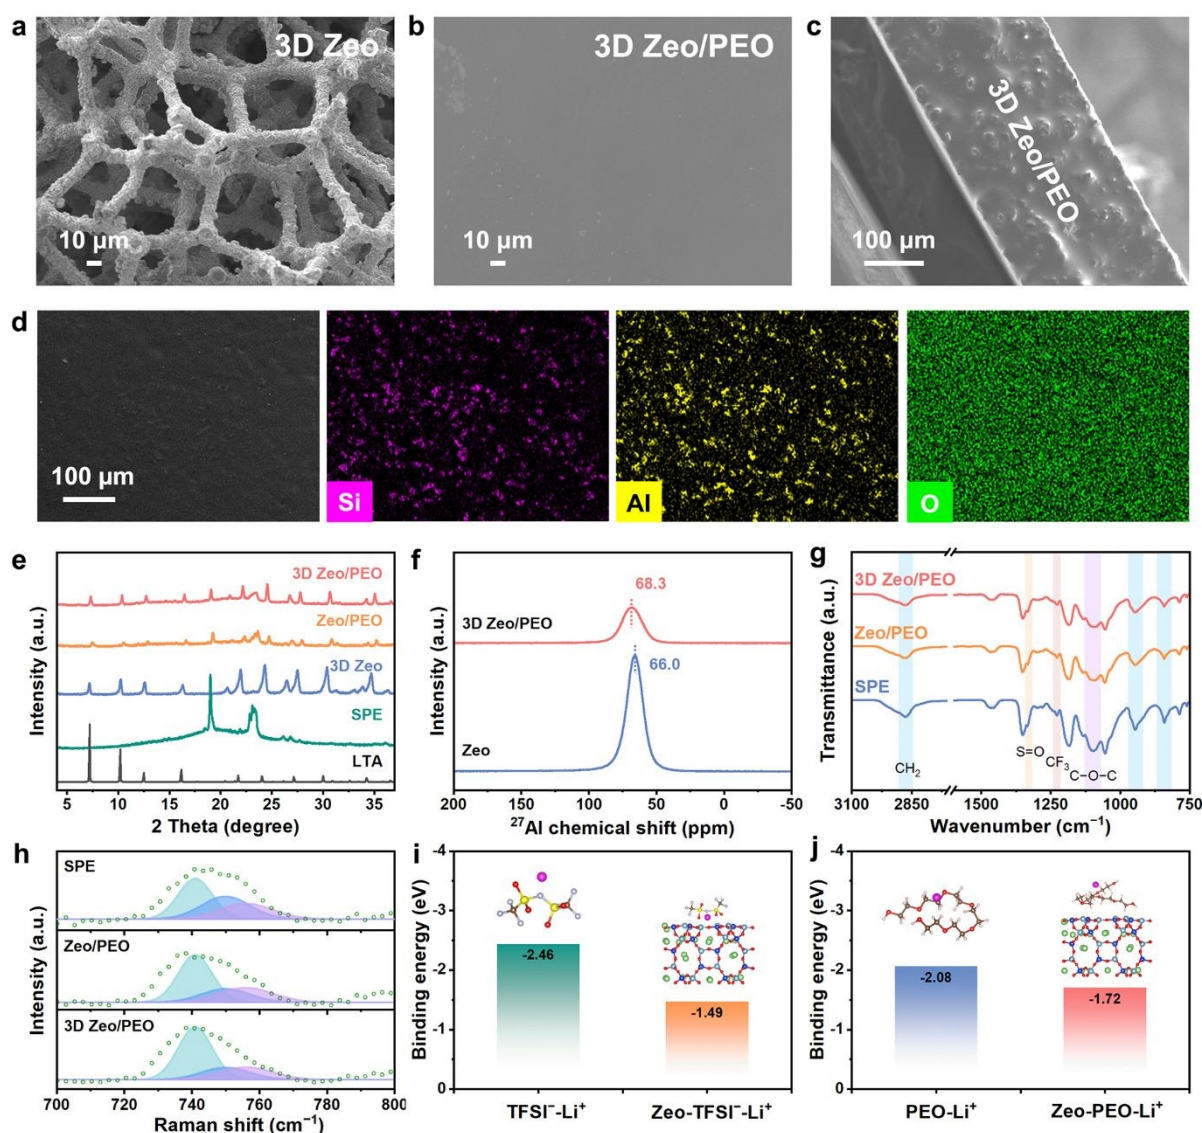 a
3D Zeo
10 μm
b
3D Zeo/PEO
10 μm
c
3D Zeo/PEO
100 μm
d
100 μm
Si
Al
O
e
Intensity (a.u.)
3D Zeo/PEO
Zeo/PEO
3D Zeo
SPE
LTA
5 10 15 20 25 30 35
2 Theta (degree)
f
Intensity (a.u.)
68.3
3D Zeo/PEO
66.0
Zeo
200 150 100 50 0 -50
²⁷Al chemical shift (ppm)
g
Transmittance (a.u.)
3D Zeo/PEO
Zeo/PEO
SPE
CH₂
S=O
CF₃
C–O–C
3100 2850 1500 1250 1000 750
Wavenumber (cm⁻¹)
h
Intensity (a.u.)
SPE
Zeo/PEO
3D Zeo/PEO
700 720 740 760 780 800
Raman shift (cm⁻¹)
i
Binding energy (eV)
-4
-3
-2
-1
0
-2.46
-1.49
TFSI⁻-Li⁺ Zeo-TFSI⁻-Li⁺
j
Binding energy (eV)
-4
-3
-2
-1
0
-2.08
-1.72
PEO-Li⁺ Zeo-PEO-Li⁺